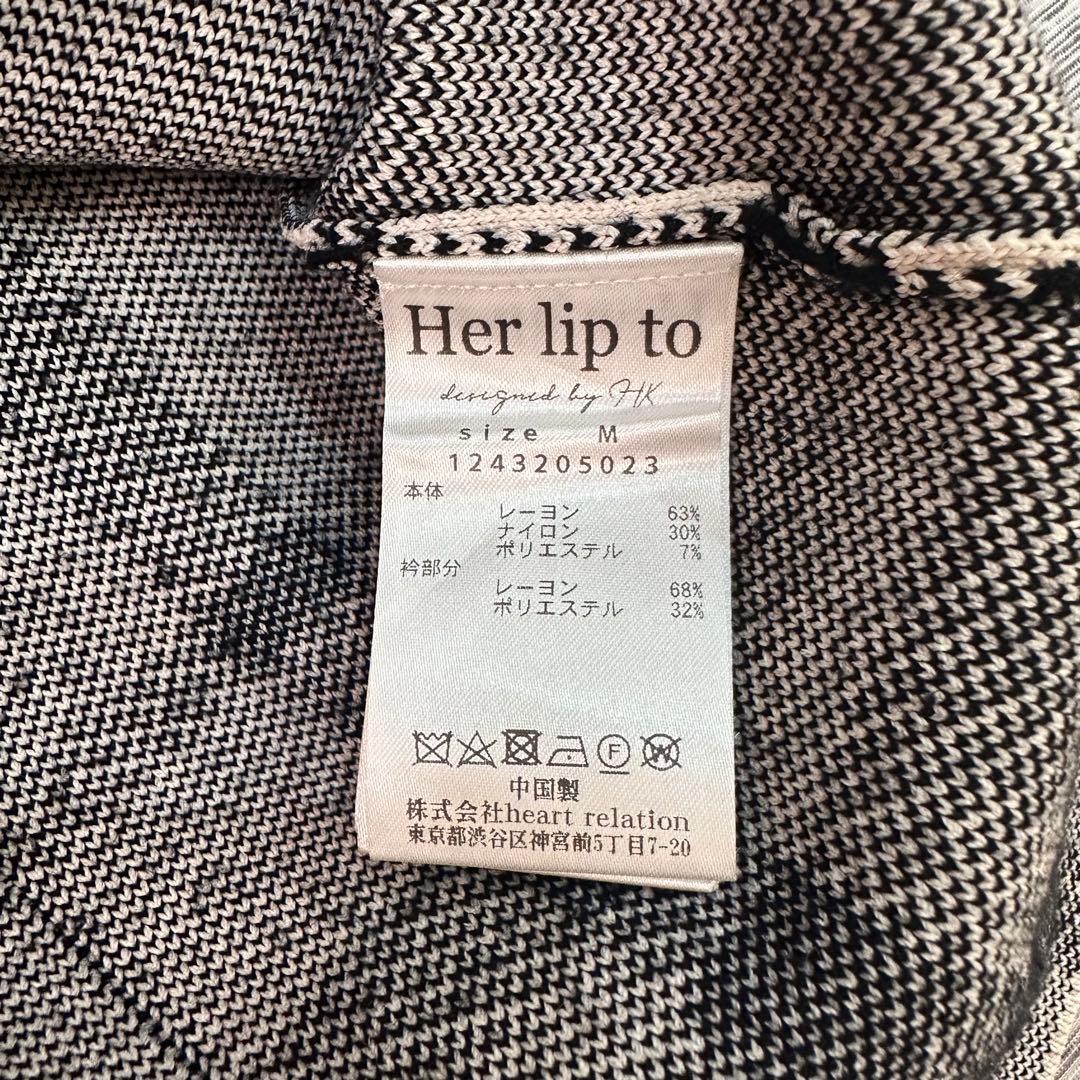 Her lip to
designed by HK
size M
1243205023
本体
レーヨン 63%
ナイロン 30%
ポリエステル 7%
衿部分
レーヨン 68%
ポリエステル 32%
F W
中国製
株式会社heart relation
東京都渋谷区神宮前5丁目7-20